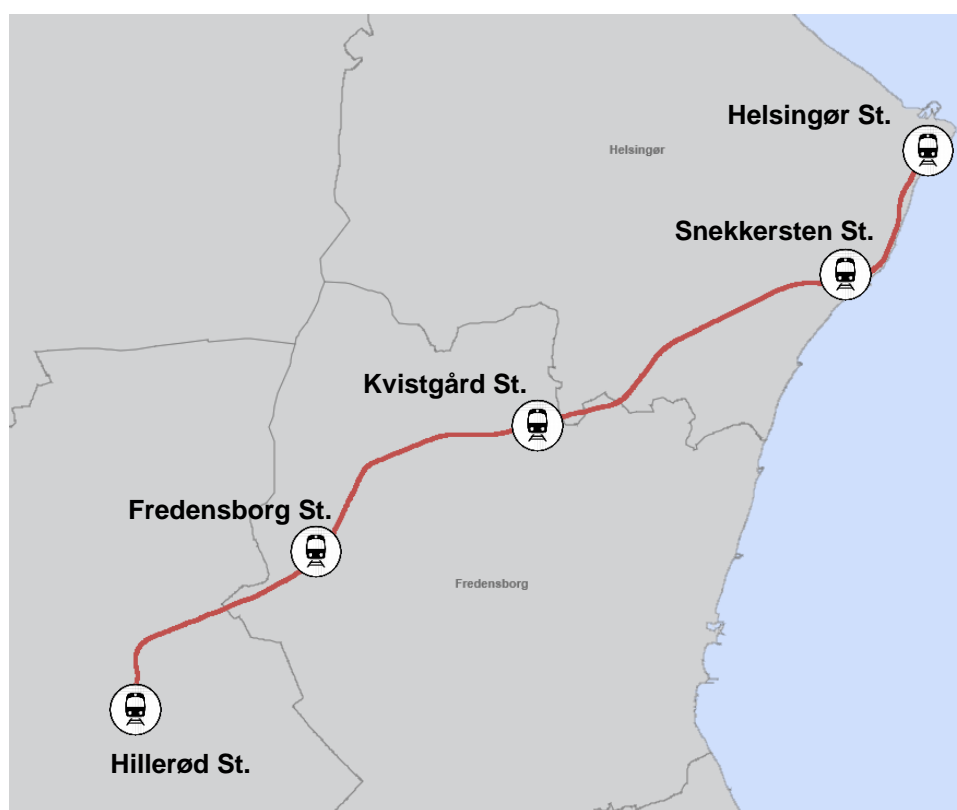 Helsingør St.
Helsingør
Snekkersten St.
Kvistgård St.
Fredensborg St.
Fredensborg
Hillerød St.